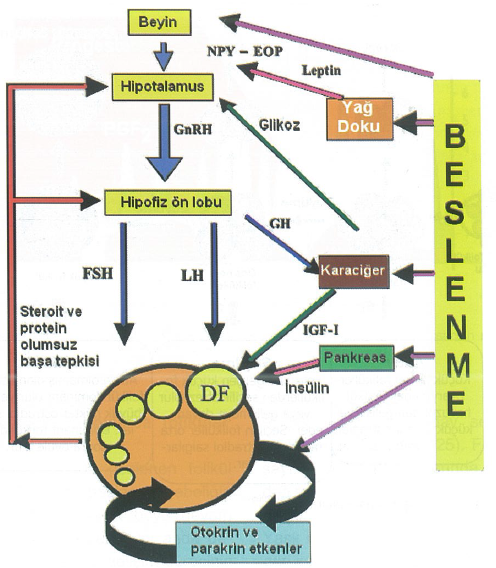 Beyin
NPY – EOP
Leptin
Hipotalamus
Yağ
Doku
GnRH
Glikoz
BESLENME
Hipofiz ön lobu
GH
FSH
LH
Karaciğer
Steroit ve
protein
olumsuz
başa tepkisi
IGF-I
Pankreas
DF
İnsülin
Otokrin ve
parakrin etkenler